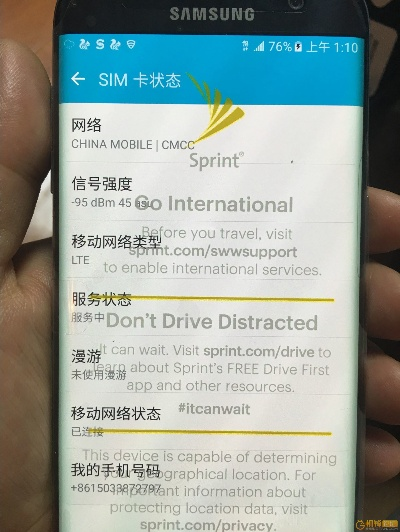 SAMSUNG
76% 上午 1:10
SIM 卡状态
网络
CHINA MOBILE | CMCC
Sprint
信号强度
-95 dBm 45 asu
Go International
Before you travel, visit
移动网络类型
sprint.com/swwsupport
LTE
to enable international services.
服务状态
服务中
Don't Drive Distracted
It can wait. Visit sprint.com/drive to
漫游
learn about Sprint's FREE Drive First
未使用漫游
app and other resources.
#itcanwait
移动网络状态
已连接
This device is capable of determining
我的手机号码
your geographical location. For
+8615033872797
important information about
protecting location data, visit
sprint.com/privacy.